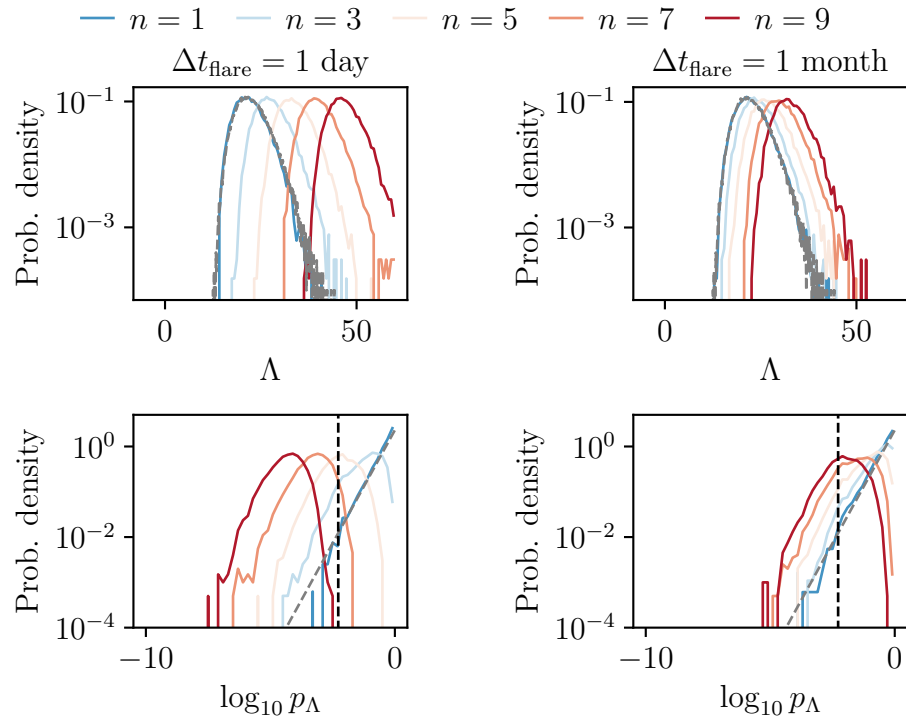 n = 1 n = 3 n = 5 n = 7 n = 9
Δt_flare = 1 day
Δt_flare = 1 month
Prob. density
10^−1
10^−3
0 50
Λ
Prob. density
10^−1
10^−3
0 50
Λ
Prob. density
10^0
10^−2
10^−4
−10 0
log_10 p_Λ
Prob. density
10^0
10^−2
10^−4
−10 0
log_10 p_Λ